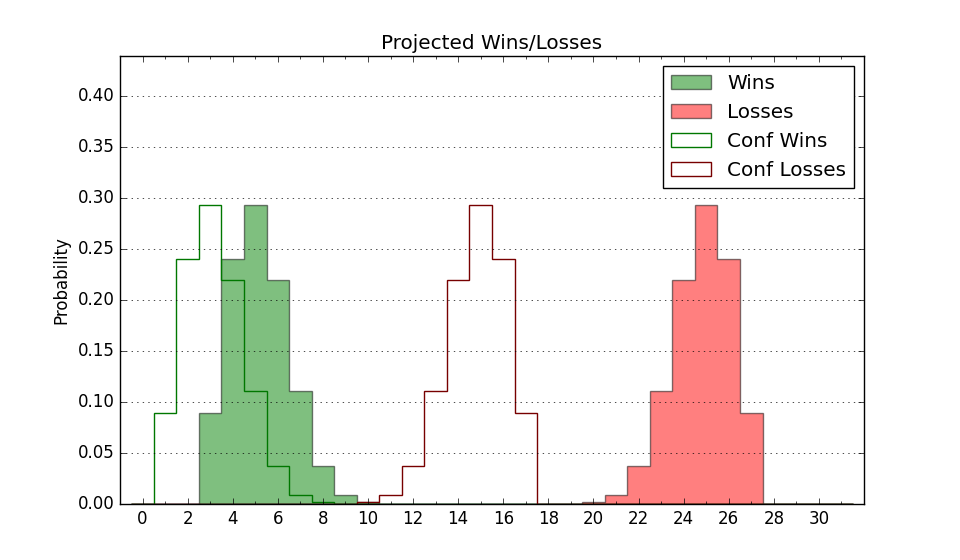 Projected Wins/Losses
Wins
Losses
Conf Wins
Conf Losses
Probability
0.40
0.35
0.30
0.25
0.20
0.15
0.10
0.05
0.00
0 2 4 6 8 10 12 14 16 18 20 22 24 26 28 30